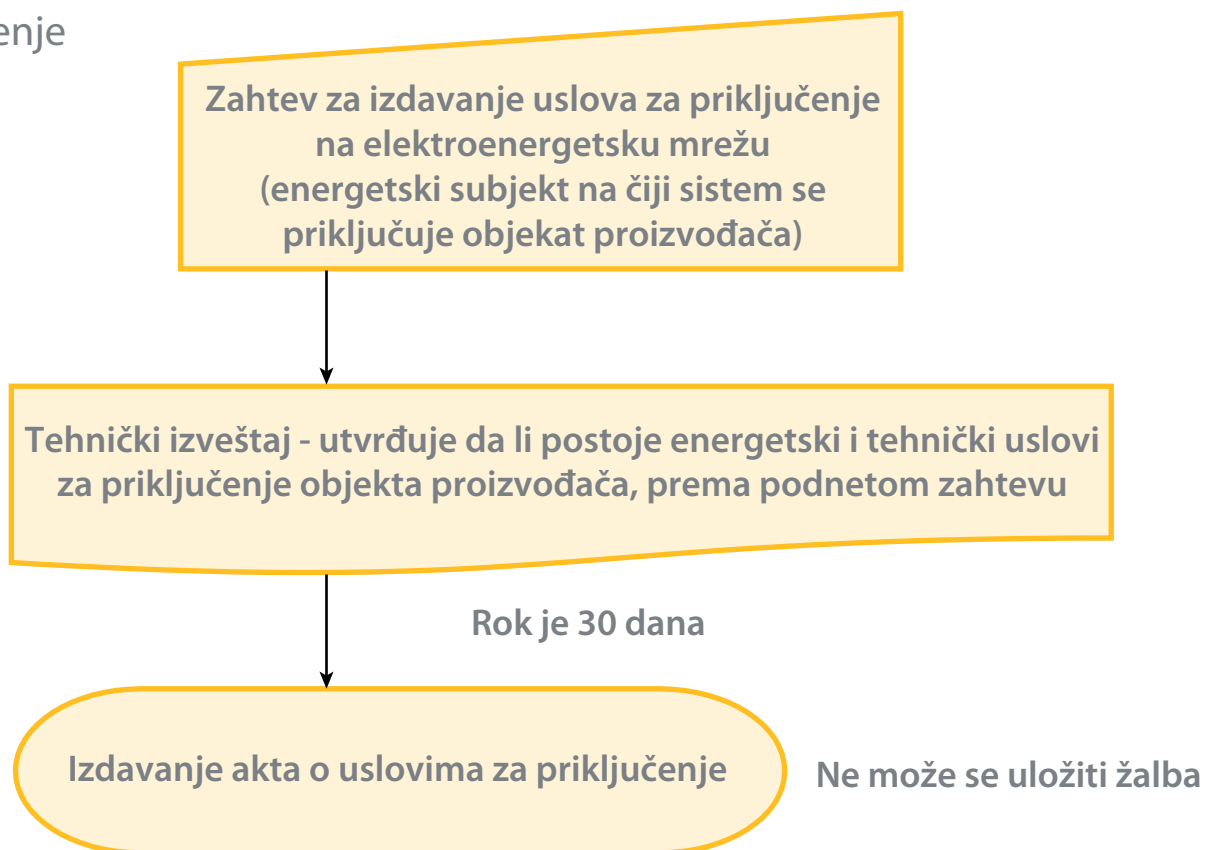 enje
Zahtev za izdavanje uslova za priključenje
na elektroenergetsku mrežu
(energetski subjekt na čiji sistem se
priključuje objekat proizvođača)
Tehnički izveštaj - utvrđuje da li postoje energetski i tehnički uslovi
za priključenje objekta proizvođača, prema podnetom zahtevu
Rok je 30 dana
Izdavanje akta o uslovima za priključenje
Ne može se uložiti žalba